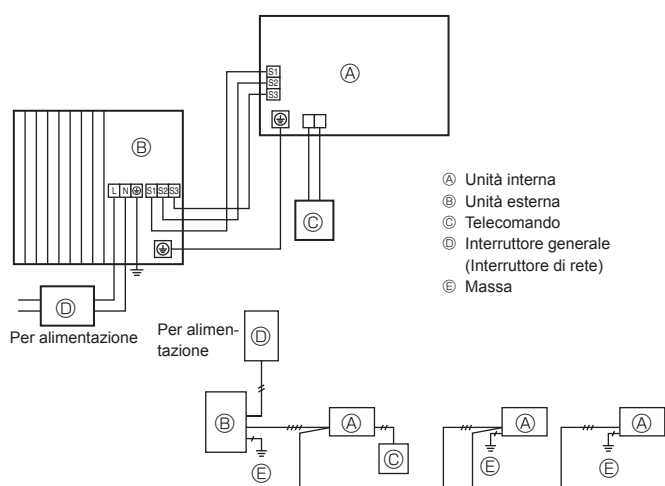 S1
S2
S3
Ⓐ
Ⓑ
L N S1 S2 S3
Ⓒ
Ⓐ Unità interna
Ⓑ Unità esterna
Ⓒ Telecomando
Ⓓ Interruttore generale
(Interruttore di rete)
Ⓔ Massa
Ⓓ
Per alimentazione
Per alimen-
tazione
Ⓓ
Ⓑ
Ⓐ
Ⓐ
Ⓐ
Ⓒ
Ⓔ
Ⓔ
Ⓔ